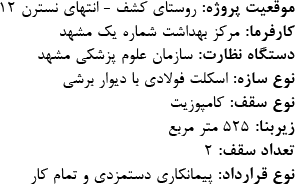 موقعیت پروژه: روستای کشف - انتهای نسترن ۱۲
کارفرما: مرکز بهداشت شماره یک مشهد
دستگاه نظارت: سازمان علوم پزشکی مشهد
نوع سازه: اسکلت فولادی با دیوار برشی
نوع سقف: کامپوزیت
زیربنا: ۵۲۵ متر مربع
تعداد سقف: ۲
نوع قرارداد: پیمانکاری دستمزدی و تمام کار